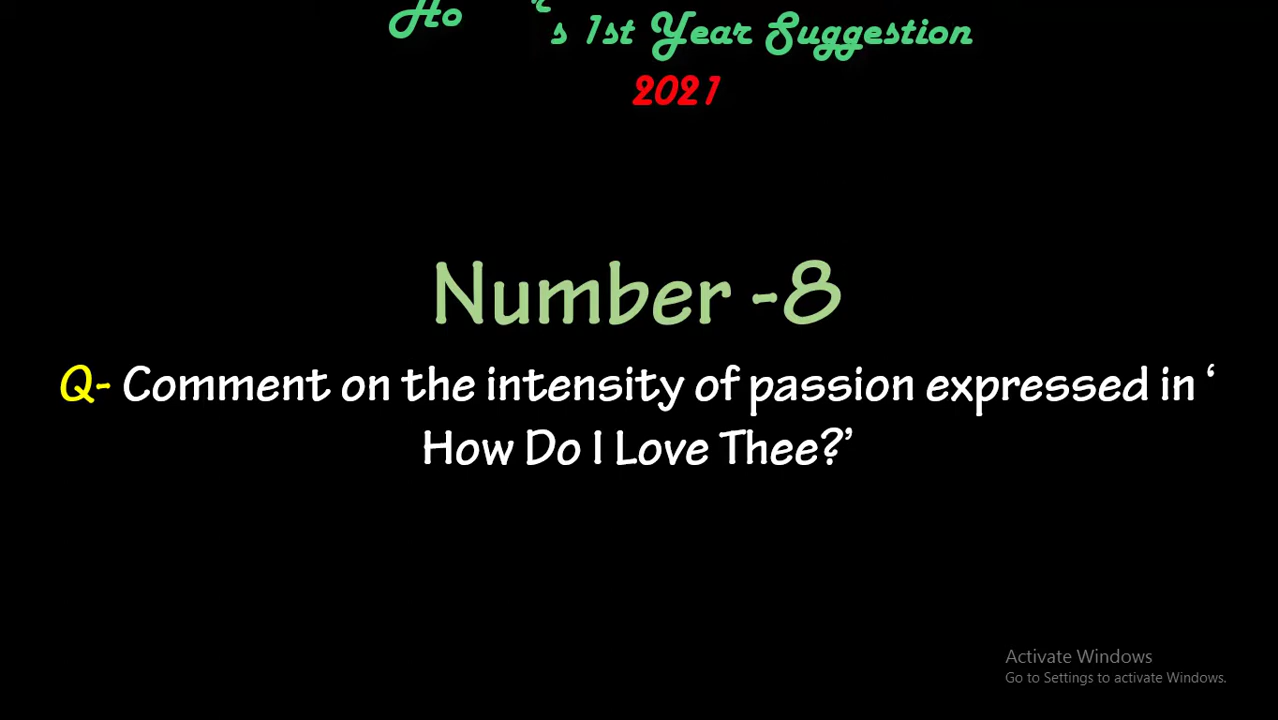 Ho s 1st Year Suggestion
2021
Number -8
Q- Comment on the intensity of passion expressed in ‘
How Do I Love Thee?’
Activate Windows
Go to Settings to activate Windows.